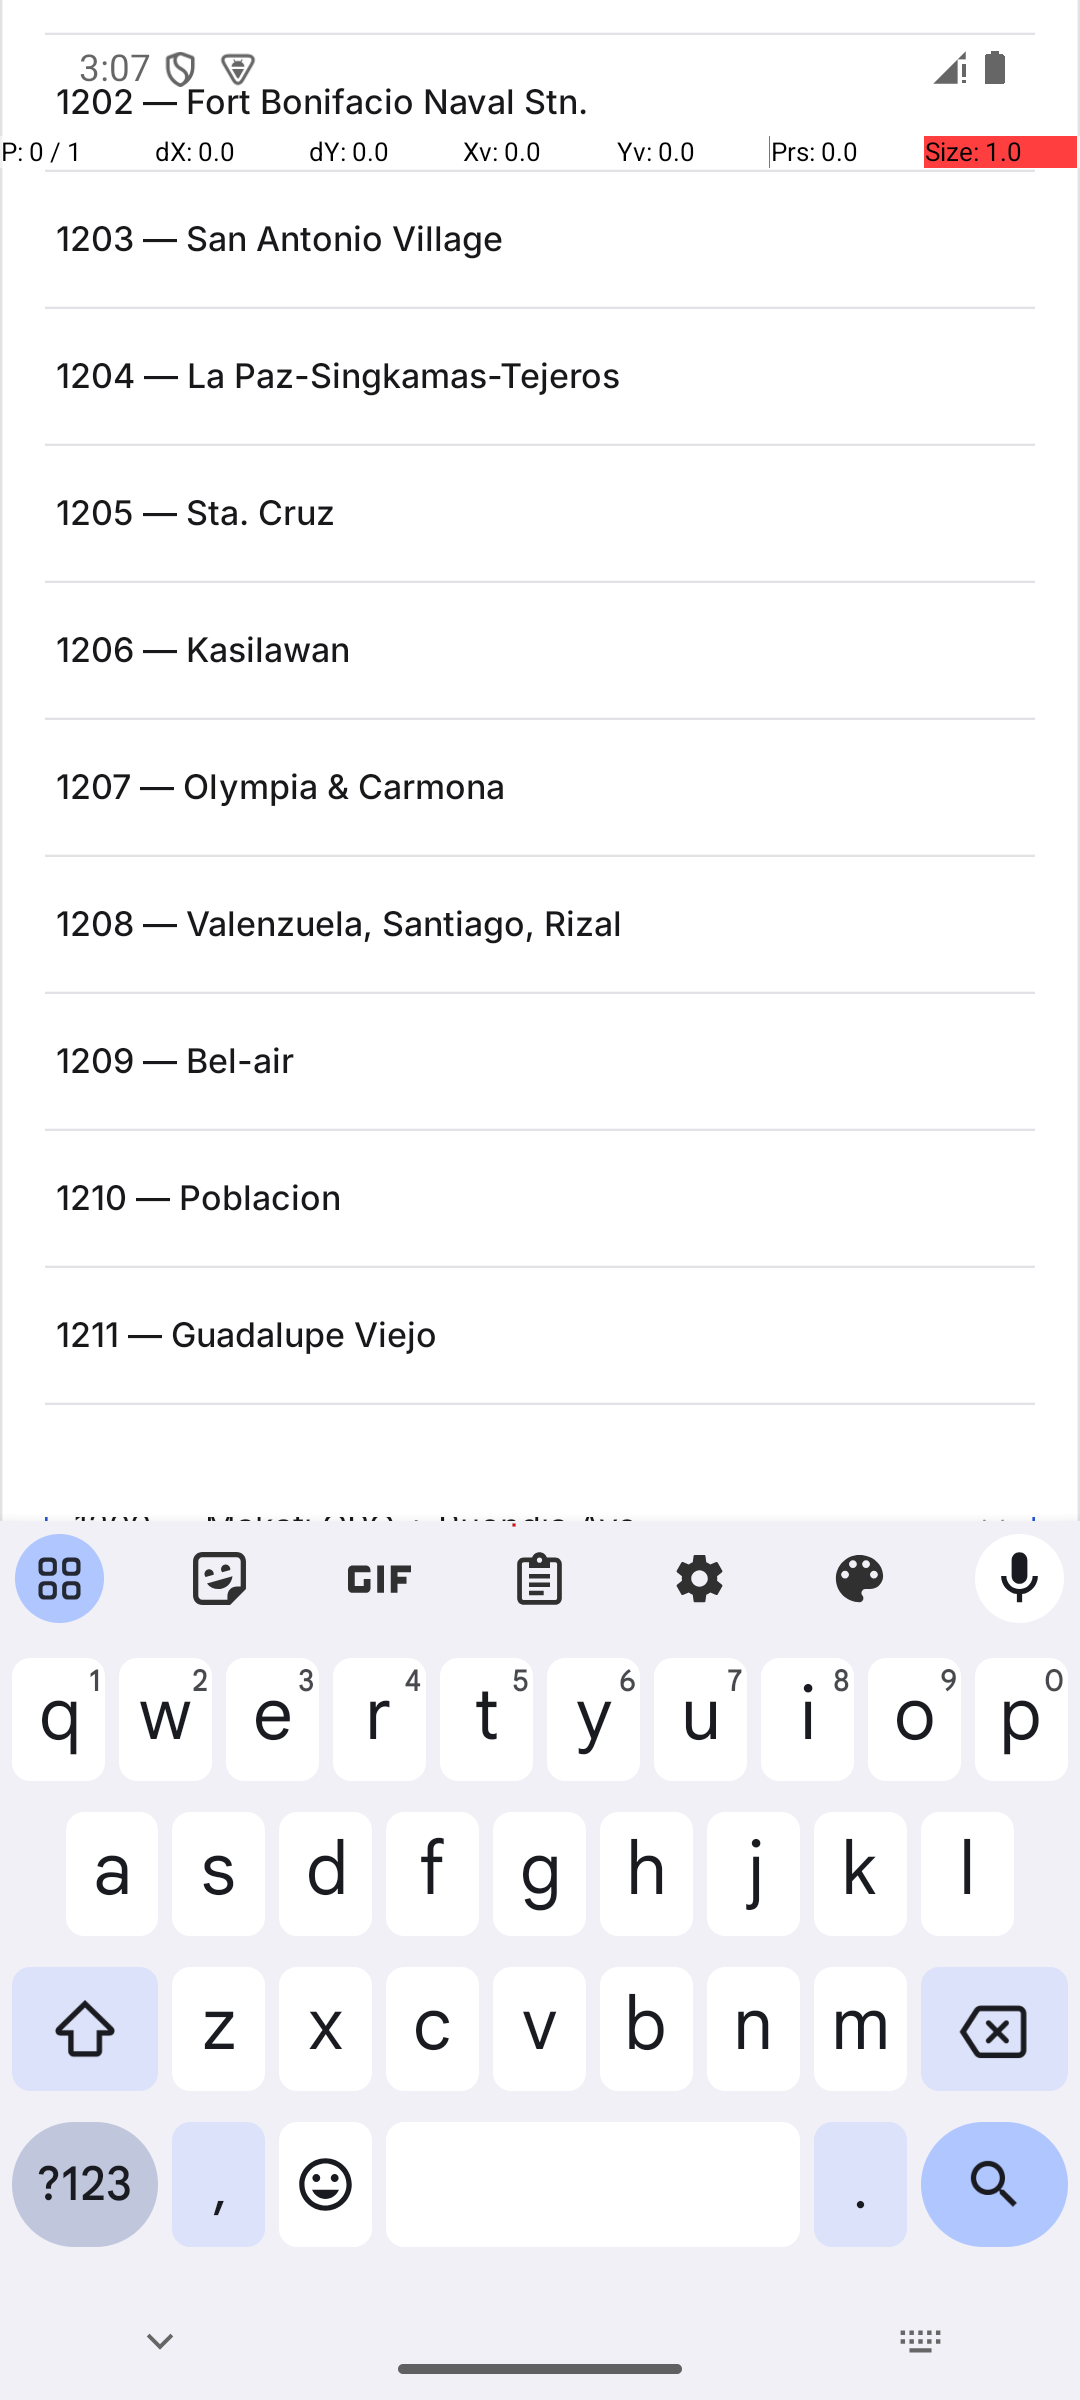 3:07
1202 — Fort Bonifacio Naval Stn.
P: 0 / 1 dX: 0.0 dY: 0.0 Xv: 0.0 Yv: 0.0 Prs: 0.0 Size: 1.0
1203 — San Antonio Village
1204 — La Paz-Singkamas-Tejeros
1205 — Sta. Cruz
1206 — Kasilawan
1207 — Olympia & Carmona
1208 — Valenzuela, Santiago, Rizal
1209 — Bel-air
1210 — Poblacion
1211 — Guadalupe Viejo
GIF
q 1 w 2 e 3 r 4 t 5 y 6 u 7 i 8 o 9 p 0
a s d f g h j k l
z x c v b n m
?123 , .